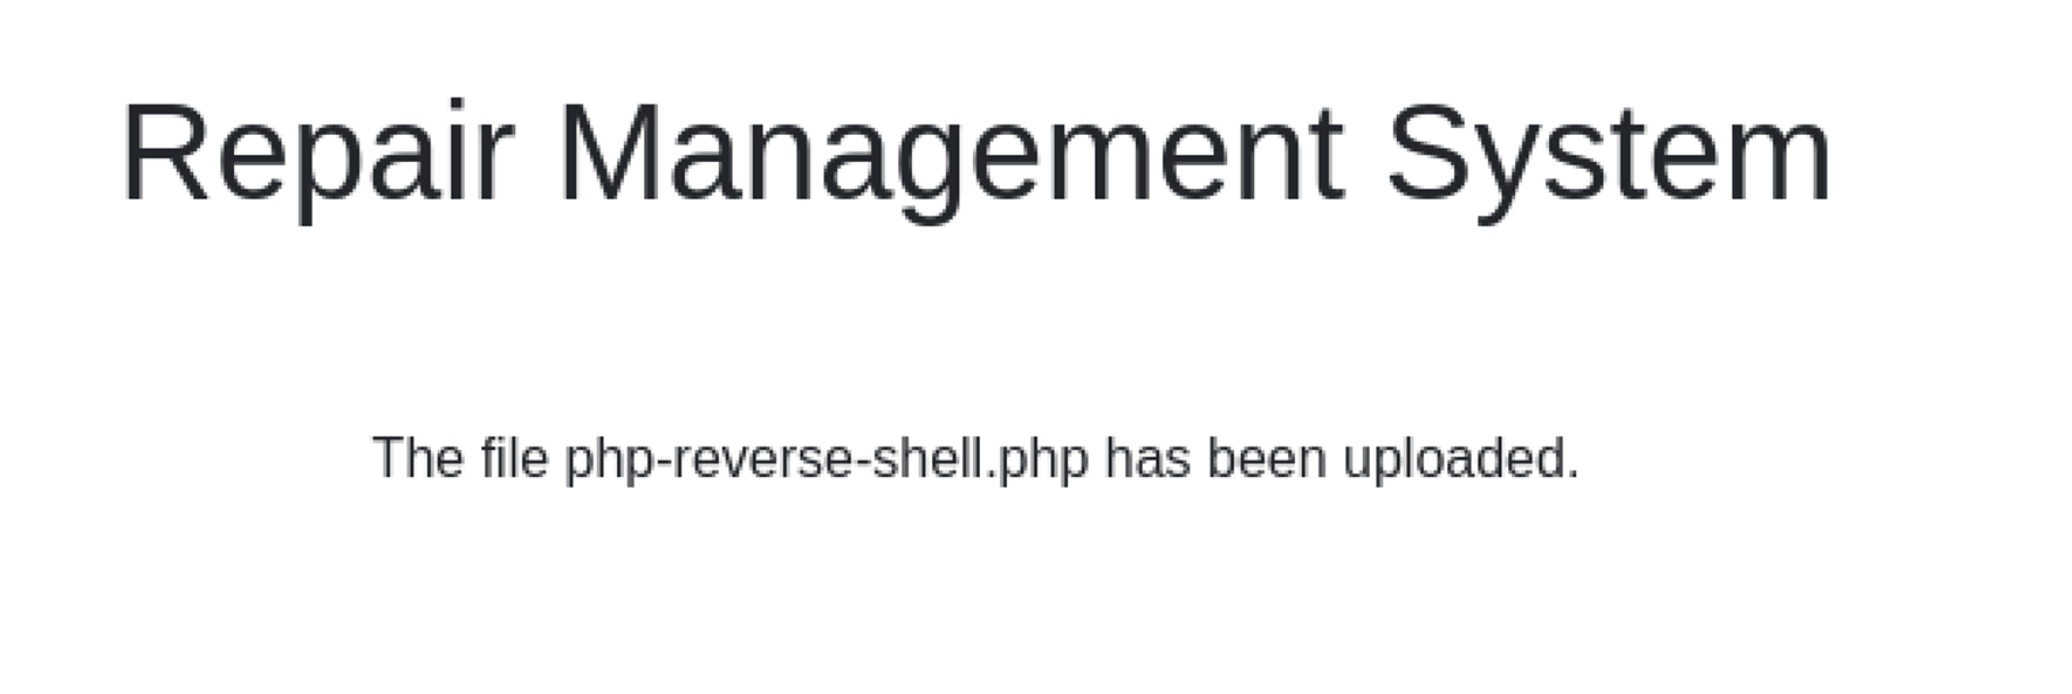 Repair Management System
The file php-reverse-shell.php has been uploaded.